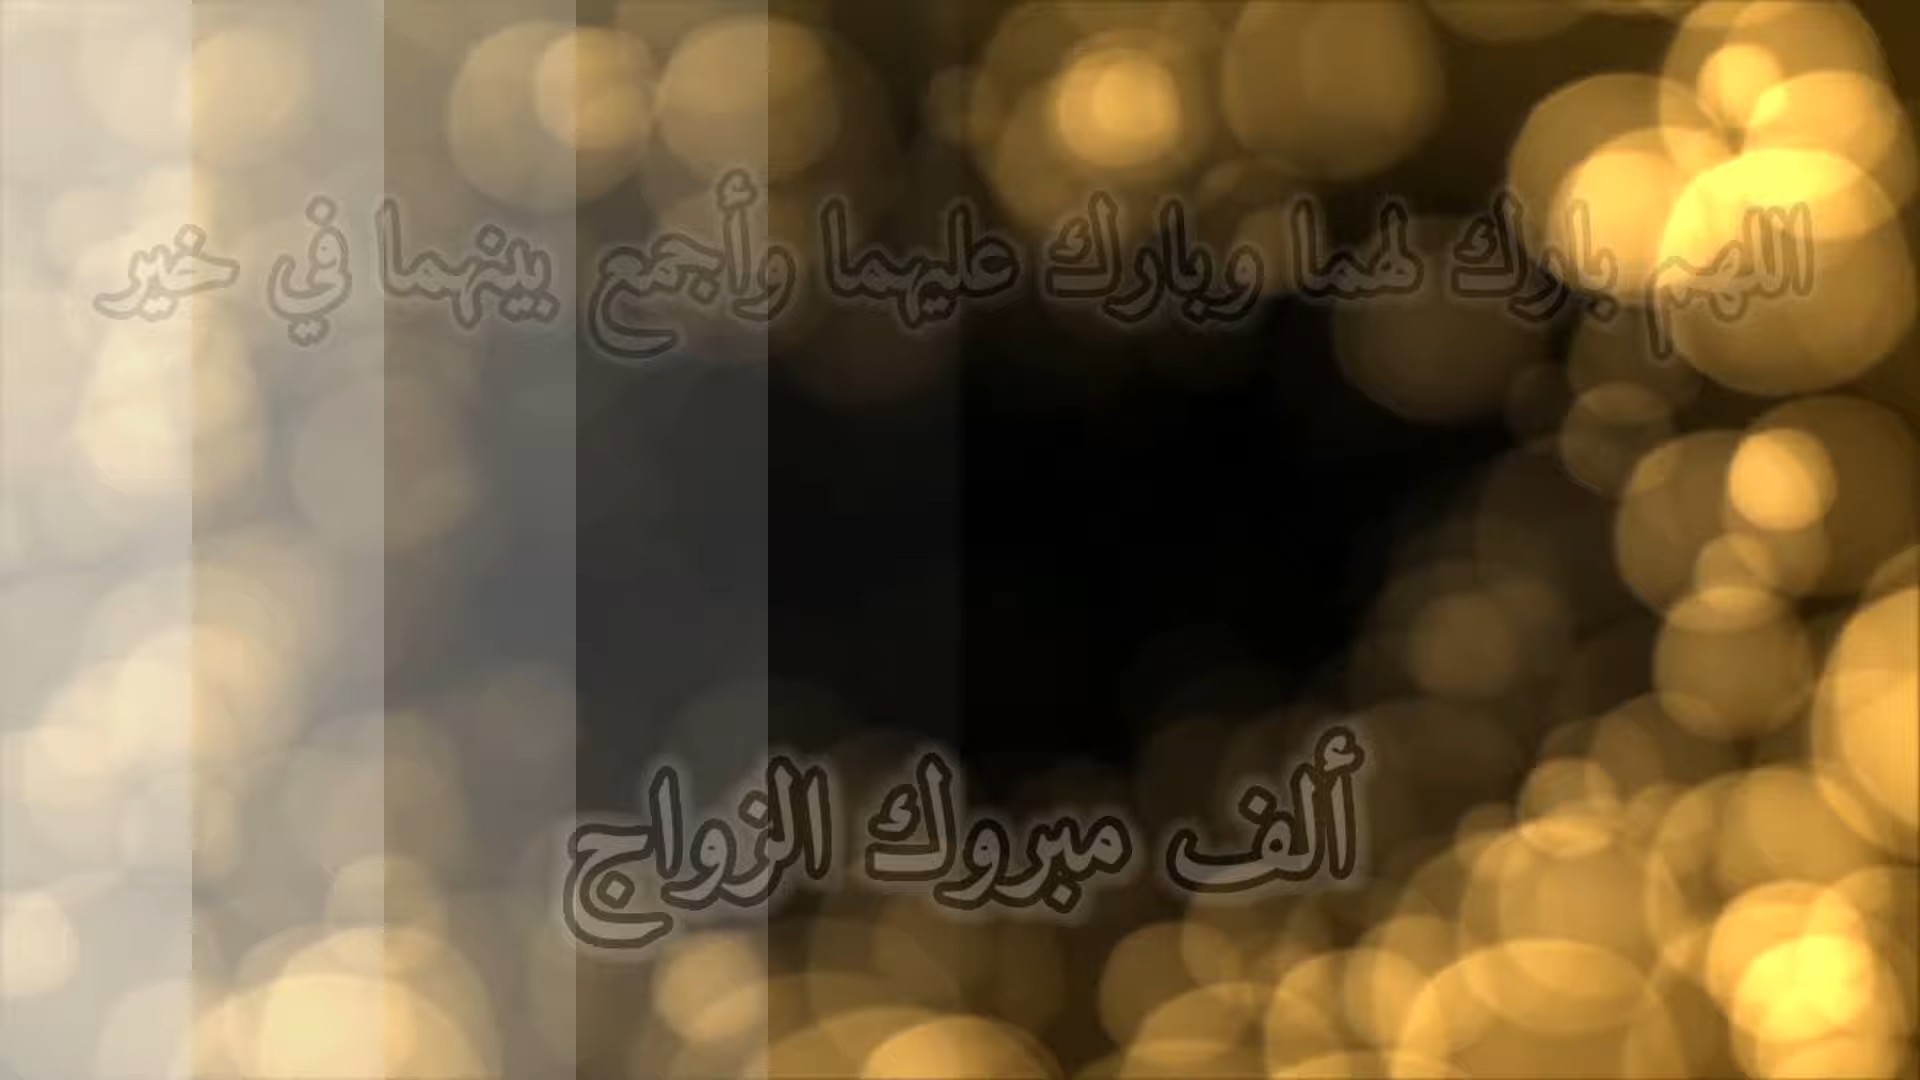 اللهم بارك لهما وبارك عليهما وأجمع بينهما في خير
ألف مبروك الزواج